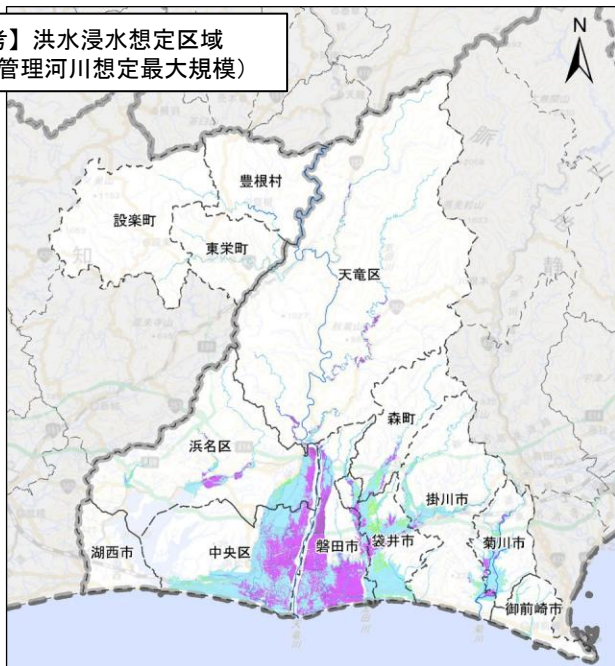 考】洪水浸水想定区域
管理河川想定最大規模）
N
豊根村
設楽町
東栄町
天竜区
知
静
森町
浜名区
掛川市
湖西市
中央区
磐田市
袋井市
菊川市
御前崎市